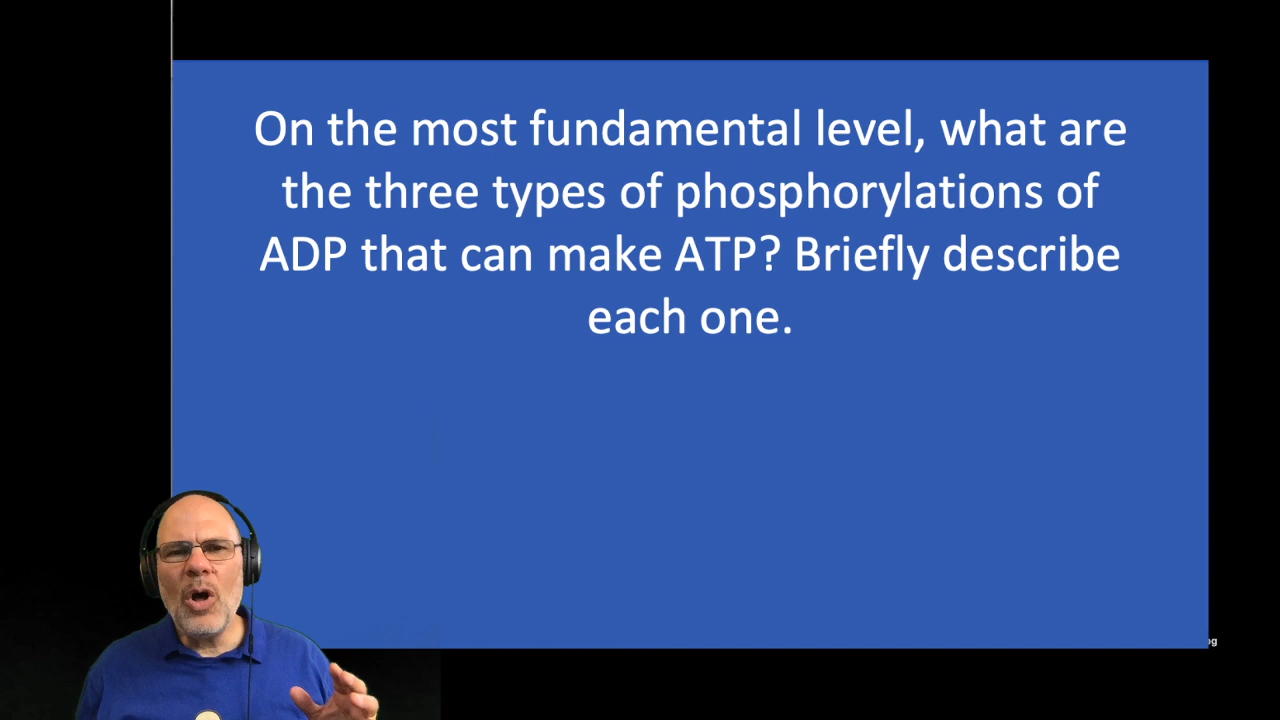 On the most fundamental level, what are
the three types of phosphorylations of
ADP that can make ATP? Briefly describe
each one.